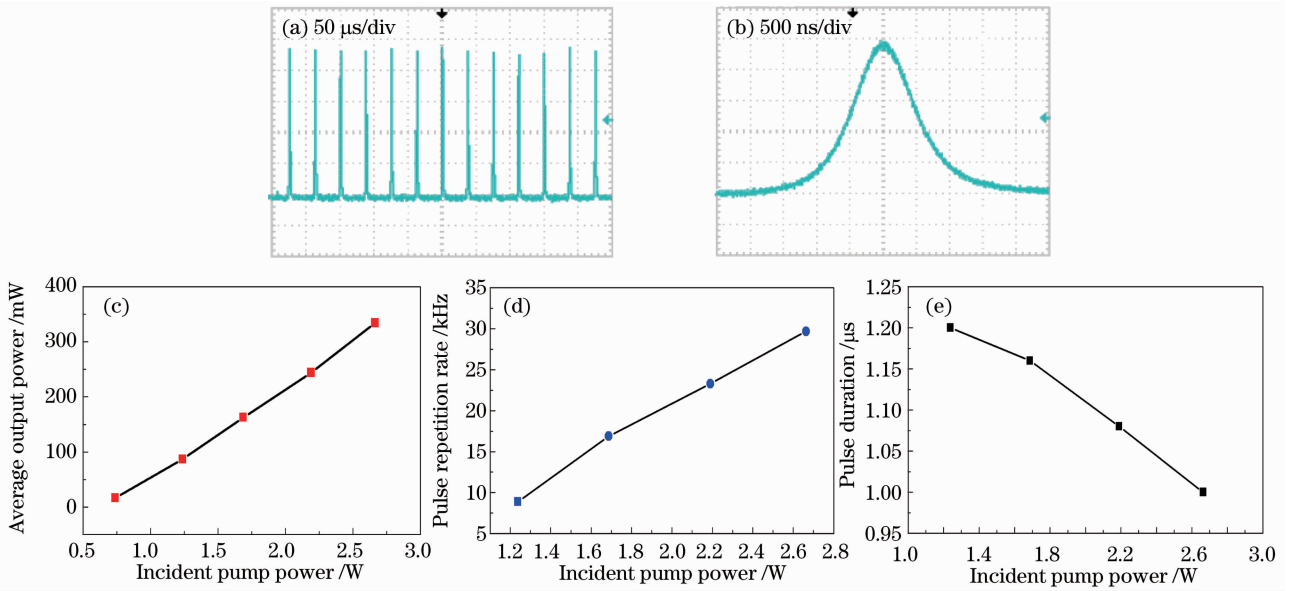 (a) 50 μs/div
(b) 500 ns/div
(c)
Average output power /mW
400
300
200
100
0
0.5 1.0 1.5 2.0 2.5 3.0
Incident pump power /W
(d)
Pulse repetition rate /kHz
35
30
25
20
15
10
5
1.2 1.4 1.6 1.8 2.0 2.2 2.4 2.6 2.8
Incident pump power /W
(e)
Pulse duration /μs
1.25
1.20
1.15
1.10
1.05
1.00
0.95
1.0 1.4 1.8 2.2 2.6 3.0
Incident pump power /W